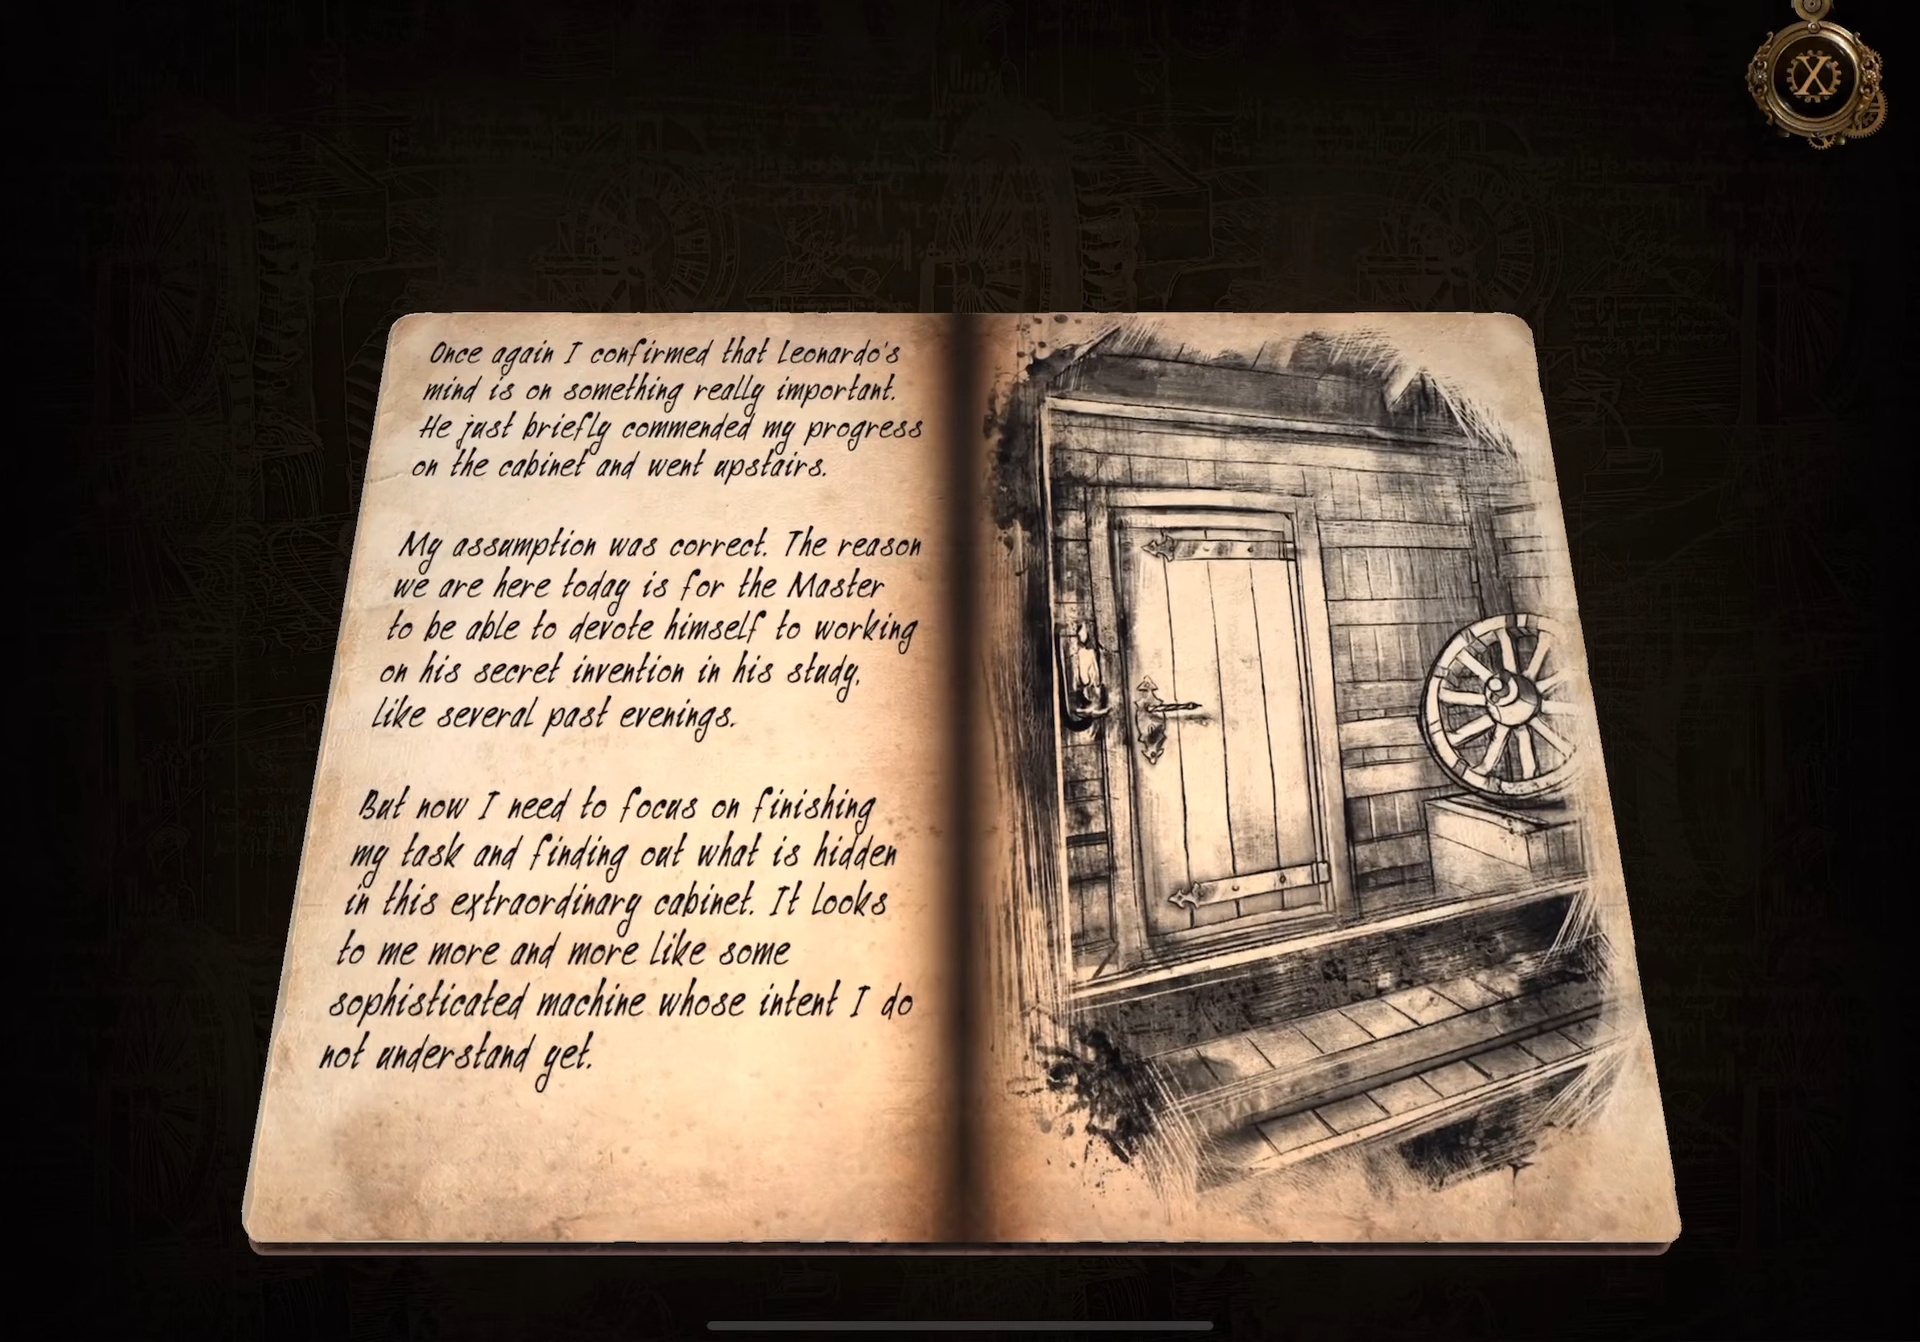 X
Once again I confirmed that Leonardo's
mind is on something really important.
He just briefly commended my progress
on the cabinet and went upstairs.
My assumption was correct. The reason
we are here today is for the Master
to be able to devote himself to working
on his secret invention in his study,
like several past evenings.
But now I need to focus on finishing
my task and finding out what is hidden
in this extraordinary cabinet. It looks
to me more and more like some
sophisticated machine whose intent I do
not understand yet.